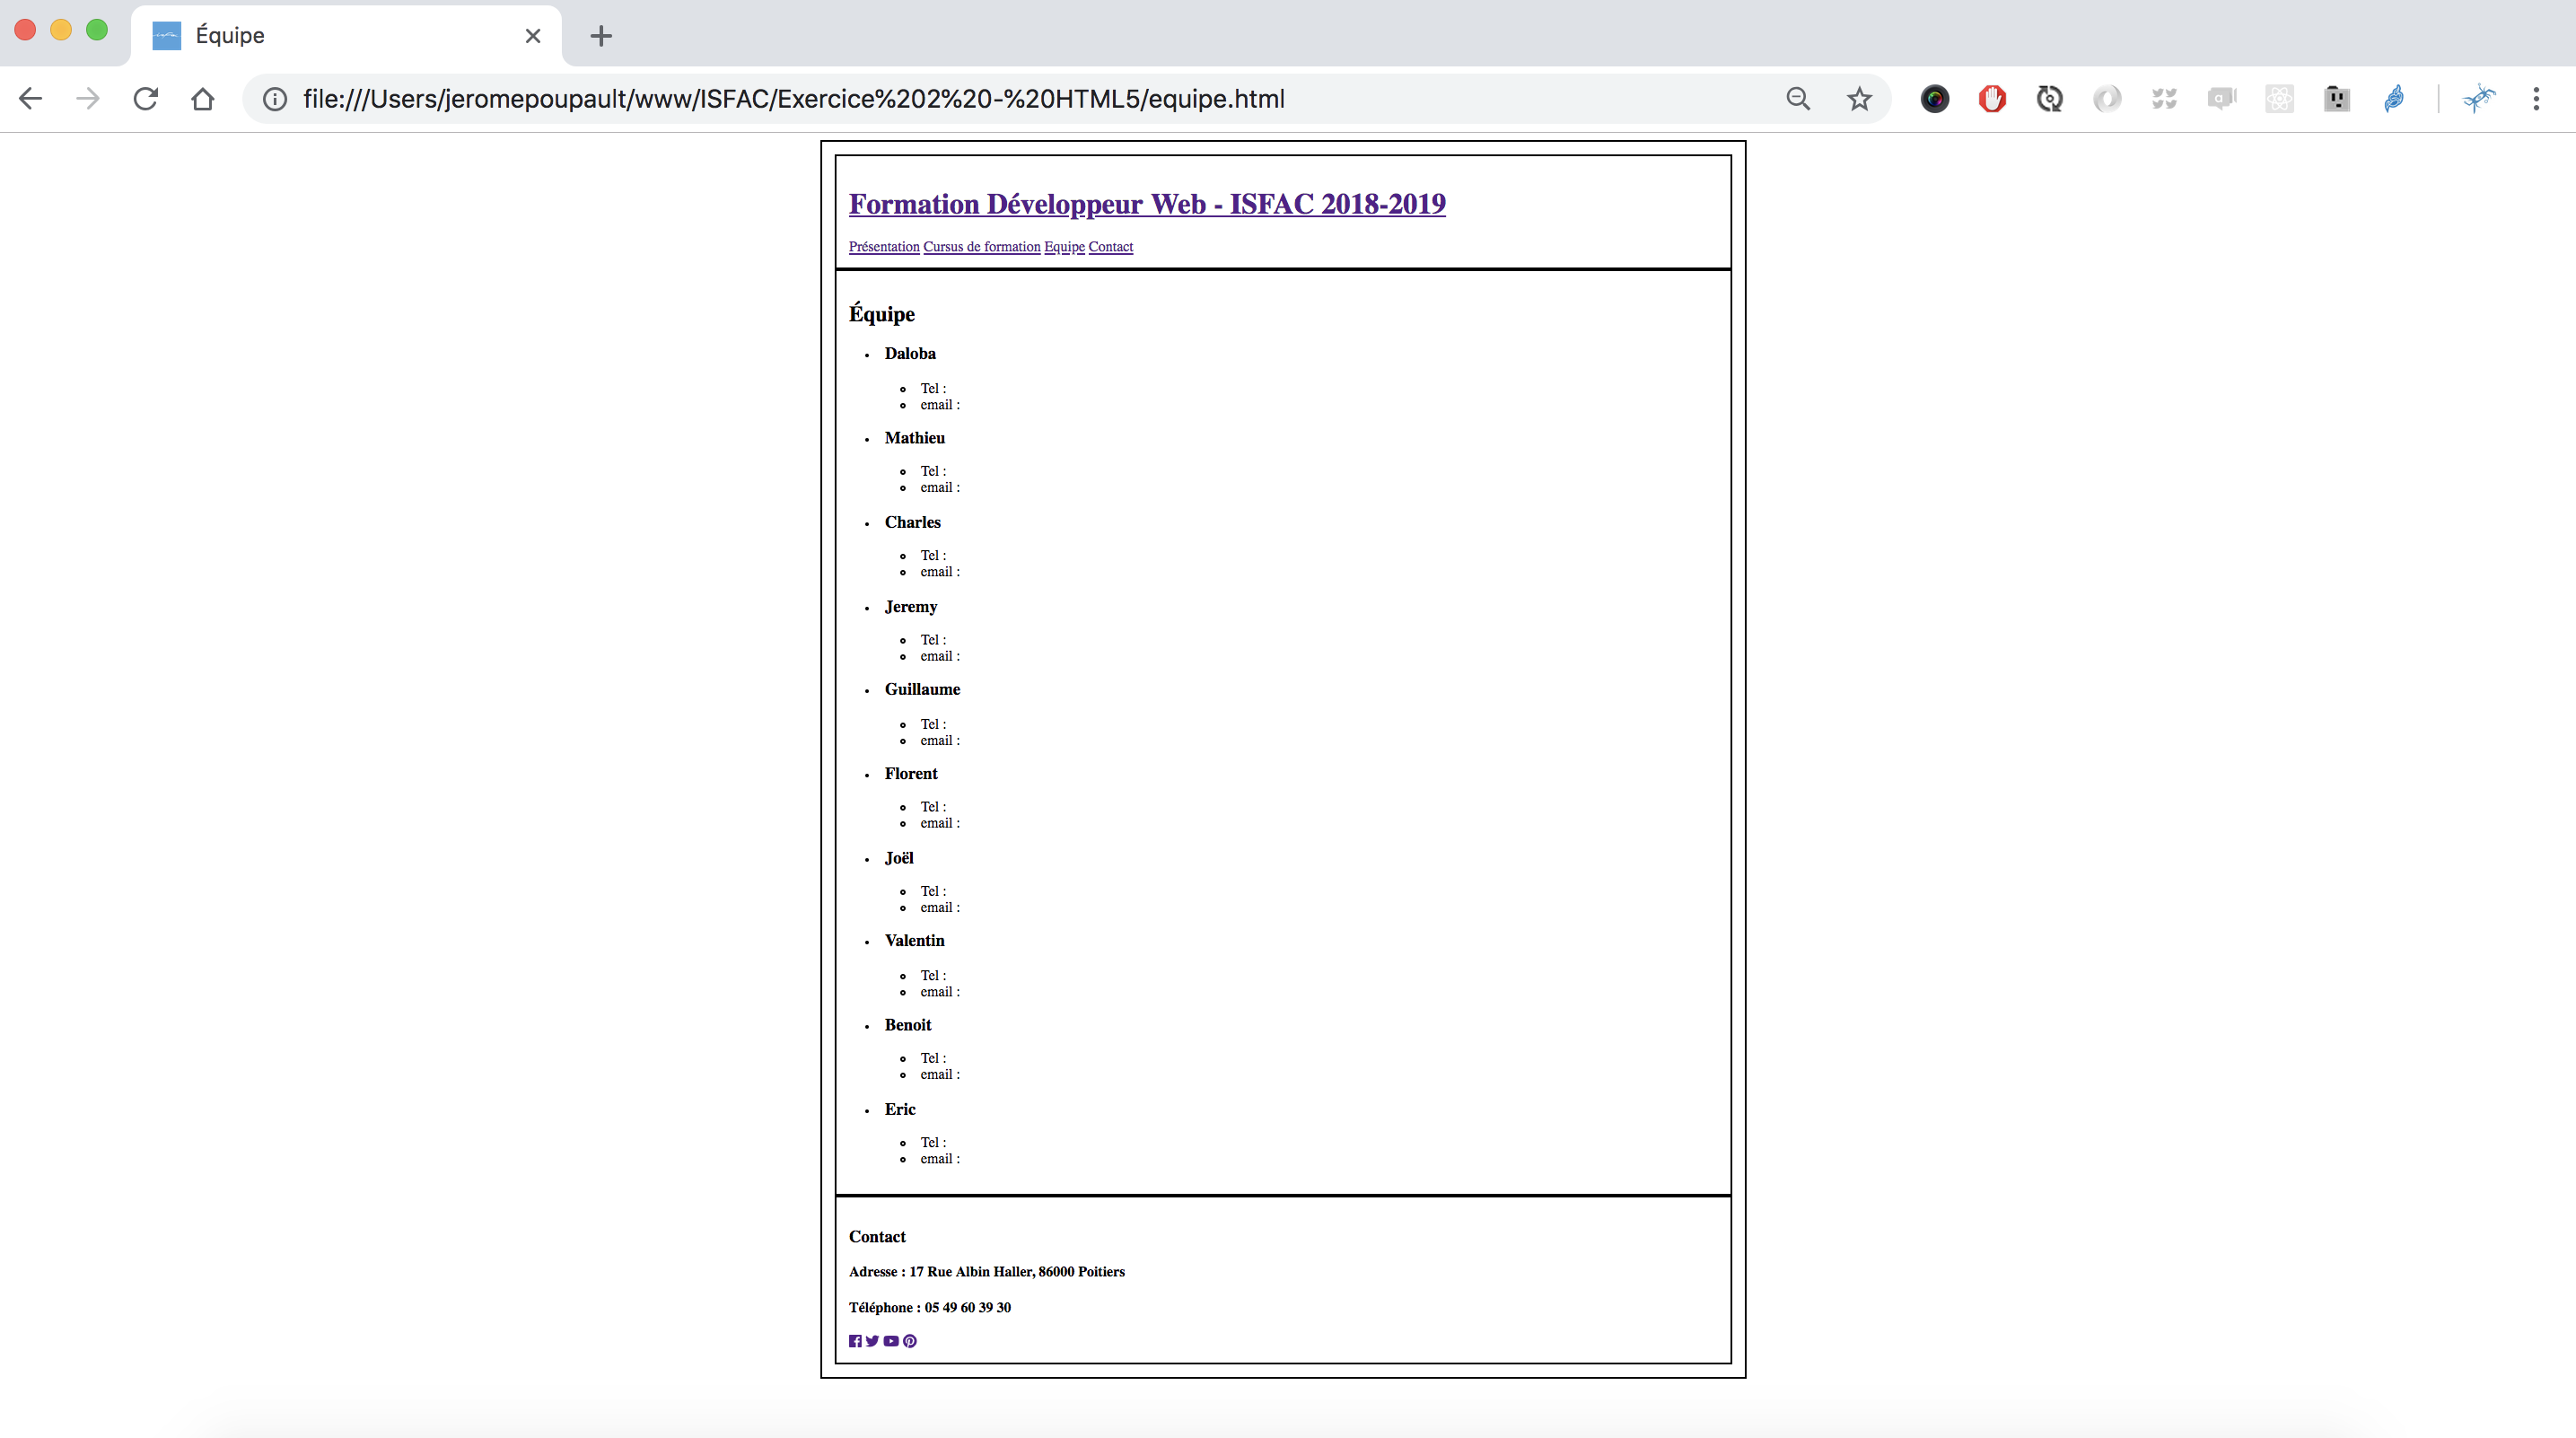 Équipe
file:///Users/jeromepoupault/www/ISFAC/Exercice%202%20-%20HTML5/equipe.html
Formation Développeur Web - ISFAC 2018-2019
Présentation Cursus de formation Equipe Contact
Équipe
Daloba
Tel :
email :
Mathieu
Tel :
email :
Charles
Tel :
email :
Jeremy
Tel :
email :
Guillaume
Tel :
email :
Florent
Tel :
email :
Joël
Tel :
email :
Valentin
Tel :
email :
Benoit
Tel :
email :
Eric
Tel :
email :
Contact
Adresse : 17 Rue Albin Haller, 86000 Poitiers
Téléphone : 05 49 60 39 30